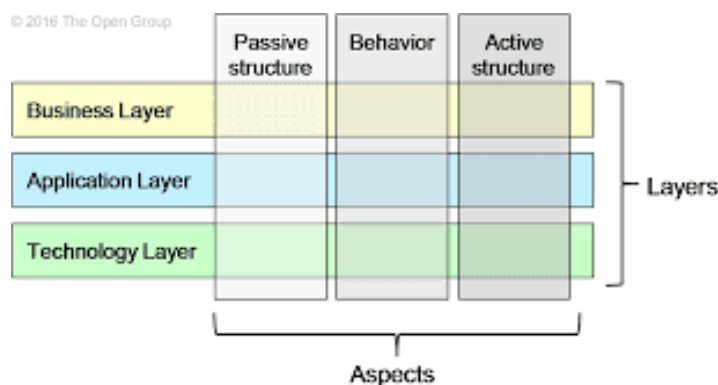 © 2016 The Open Group
Passive
structure
Behavior
Active
structure
Business Layer
Application Layer
Technology Layer
Layers
Aspects